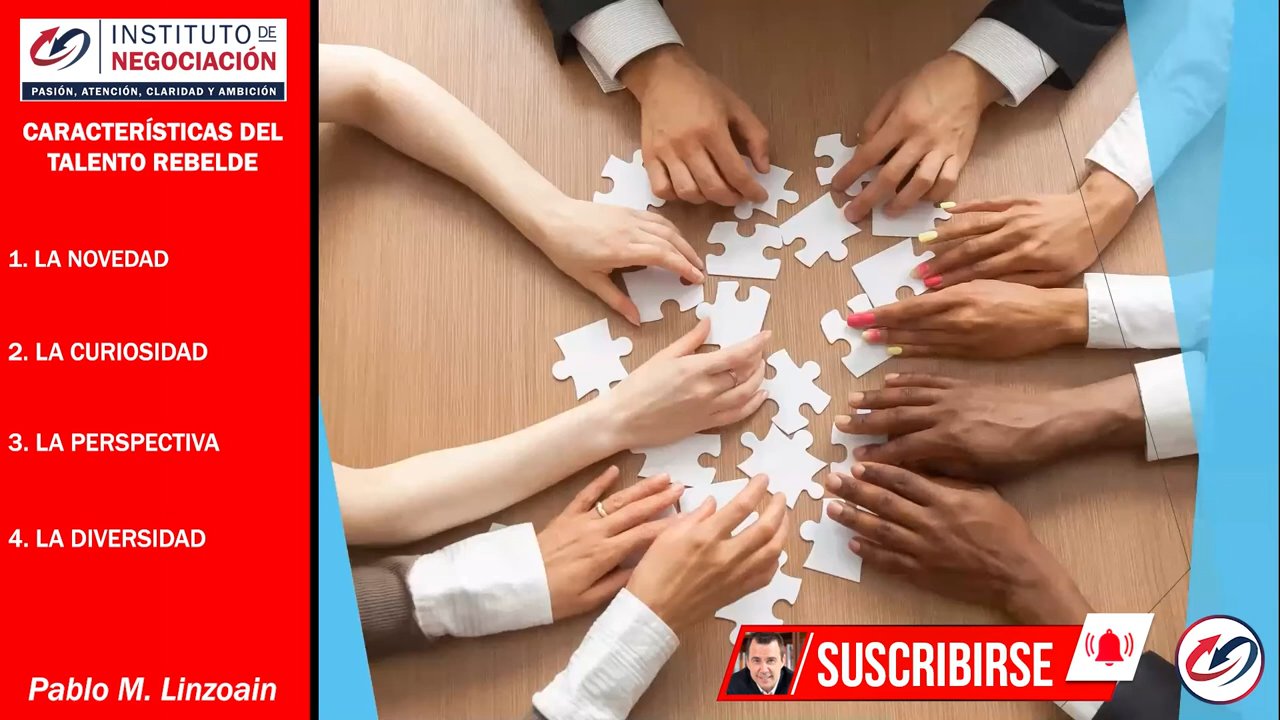 INSTITUTO DE
NEGOCIACIÓN
PASIÓN, ATENCIÓN, CLARIDAD Y AMBICIÓN
CARACTERÍSTICAS DEL
TALENTO REBELDE
1. LA NOVEDAD
2. LA CURIOSIDAD
3. LA PERSPECTIVA
4. LA DIVERSIDAD
Pablo M. Linzoain
SUSCRIBIRSE